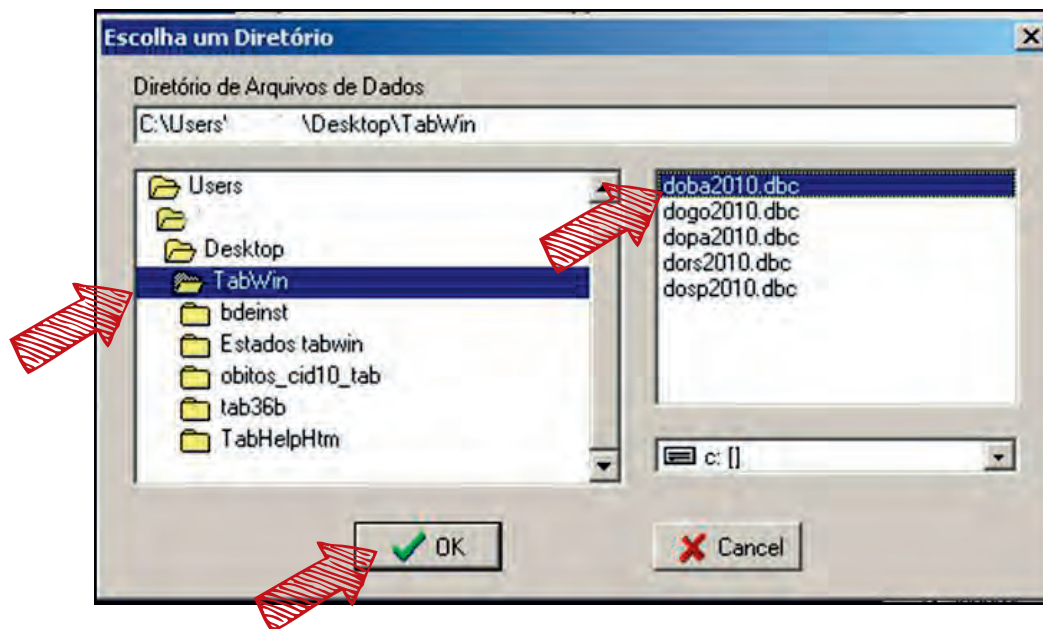 Escolha um Diretório
Diretório de Arquivos de Dados
C:\Users' \Desktop\TabWin
Users
Desktop
TabWin
bdeinst
Estados tabwin
obitos_cid10_tab
tab36b
TabHelpHtm
doba2010.dbc
dogo2010.dbc
dopa2010.dbc
dors2010.dbc
dosp2010.dbc
c: []
OK
Cancel